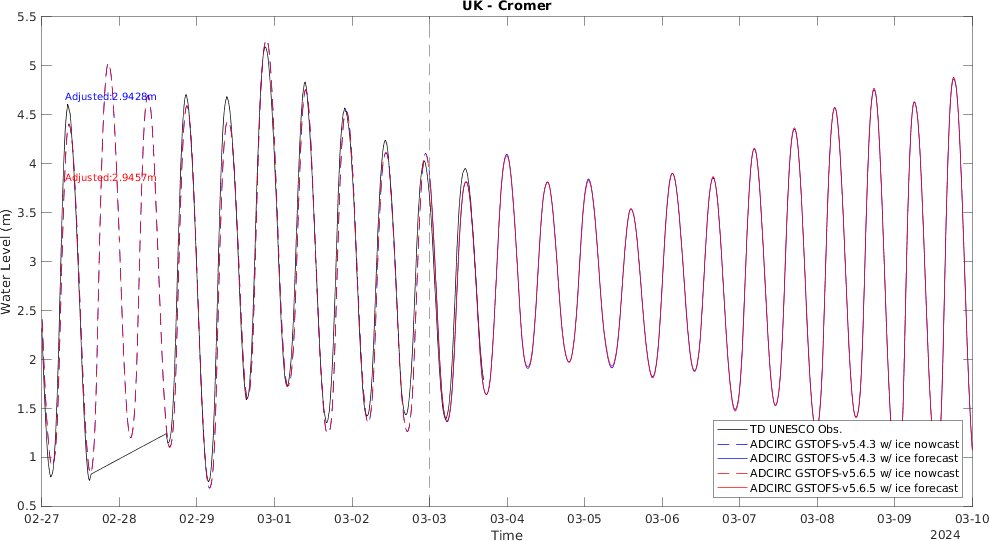 UK - Cromer
5.5
5
4.5
4
3.5
3
2.5
2
1.5
1
0.5
Water Level (m)
Adjusted:2.9428m
Adjusted:2.9457m
TD UNESCO Obs.
ADCIRC GSTOFS-v5.4.3 w/ ice nowcast
ADCIRC GSTOFS-v5.4.3 w/ ice forecast
ADCIRC GSTOFS-v5.6.5 w/ ice nowcast
ADCIRC GSTOFS-v5.6.5 w/ ice forecast
02-27 02-28 02-29 03-01 03-02 03-03 03-04 03-05 03-06 03-07 03-08 03-09 03-10
Time
2024